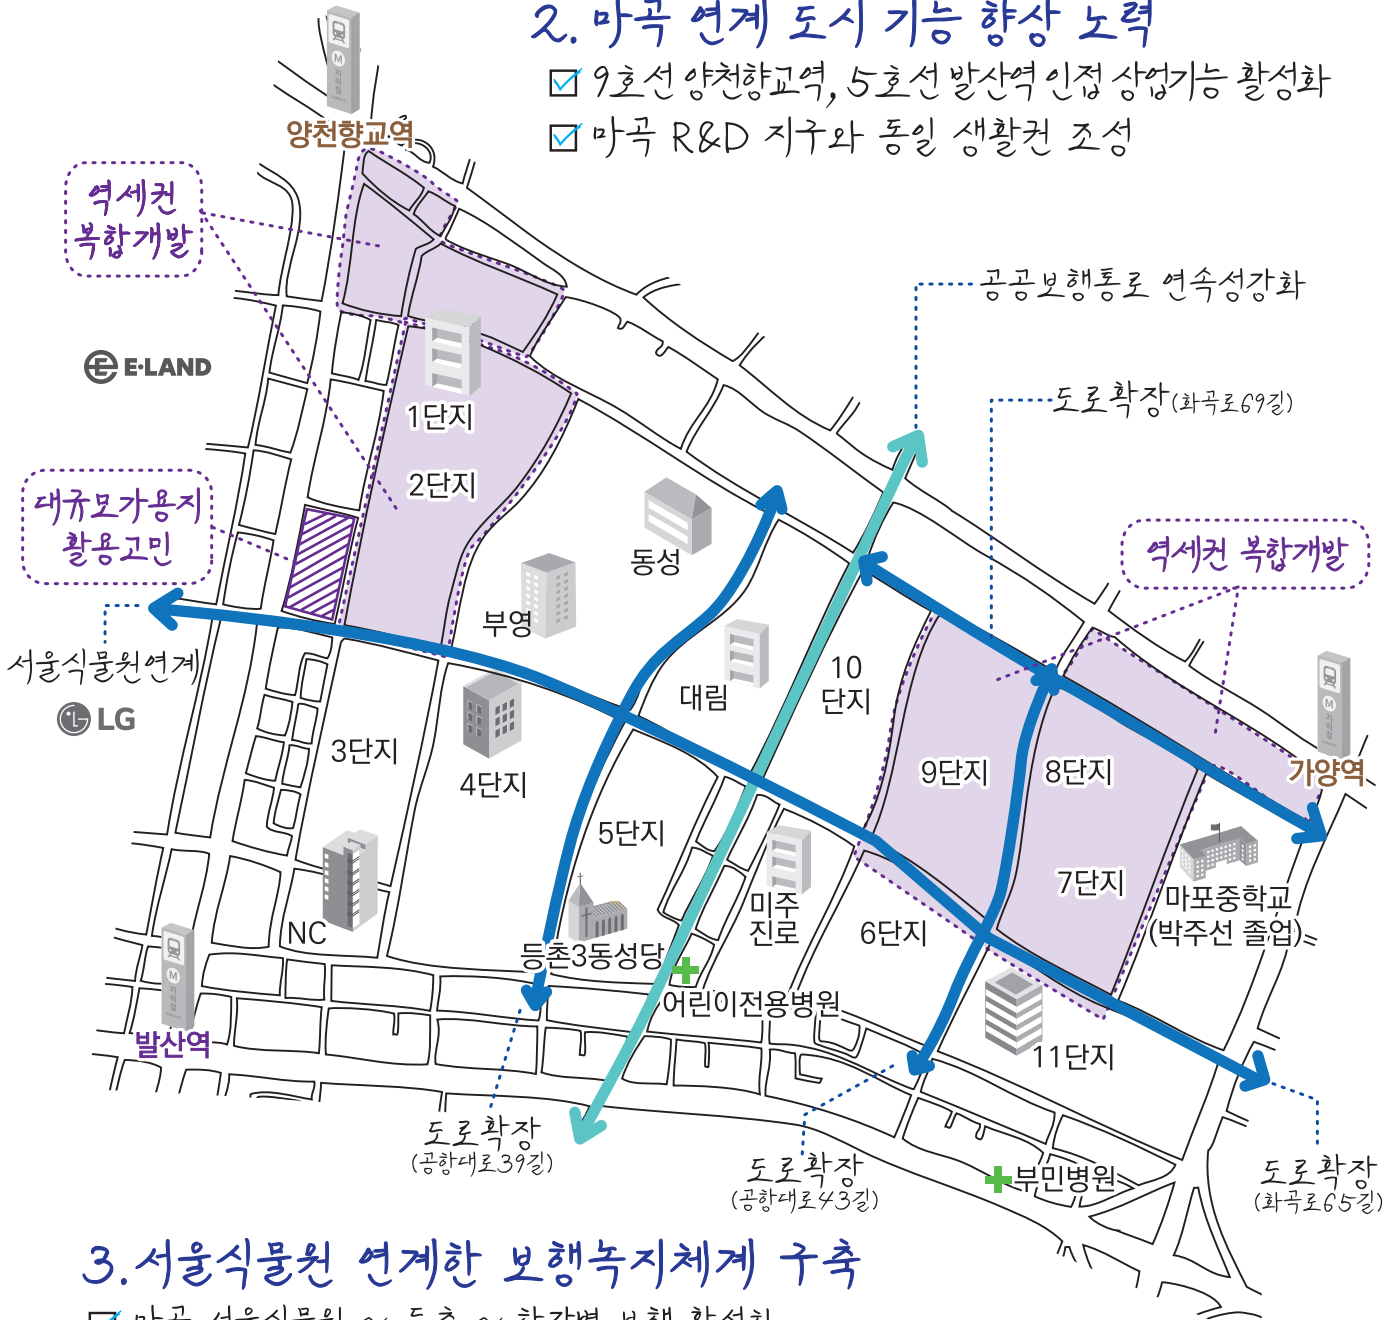 2. 마곡 연계 도시 기능 향상 노력
9호선 양천향교역, 5호선 발산역 인접 상업기능 활성화
마곡 R&D 지구와 동일 생활권 조성
M
지하철
양천향교역
역세권
복합개발
공공보행통로 연속성강화
E·LAND
도로확장(화곡로69길)
1단지
2단지
대규모가용지
활용고민
역세권 복합개발
동성
부영
서울식물원연계
LG
대림
10
단지
M
지하철
가양역
3단지
4단지
9단지
8단지
5단지
7단지
마포중학교
(박주선 졸업)
미주
진로
6단지
NC
등촌3동성당
어린이전용병원
M
지하철
발산역
11단지
도로확장
(공항대로39길)
도로확장
(공항대로43길)
부민병원
도로확장
(화곡로65길)
3. 서울식물원 연계한 보행녹지체계 구축